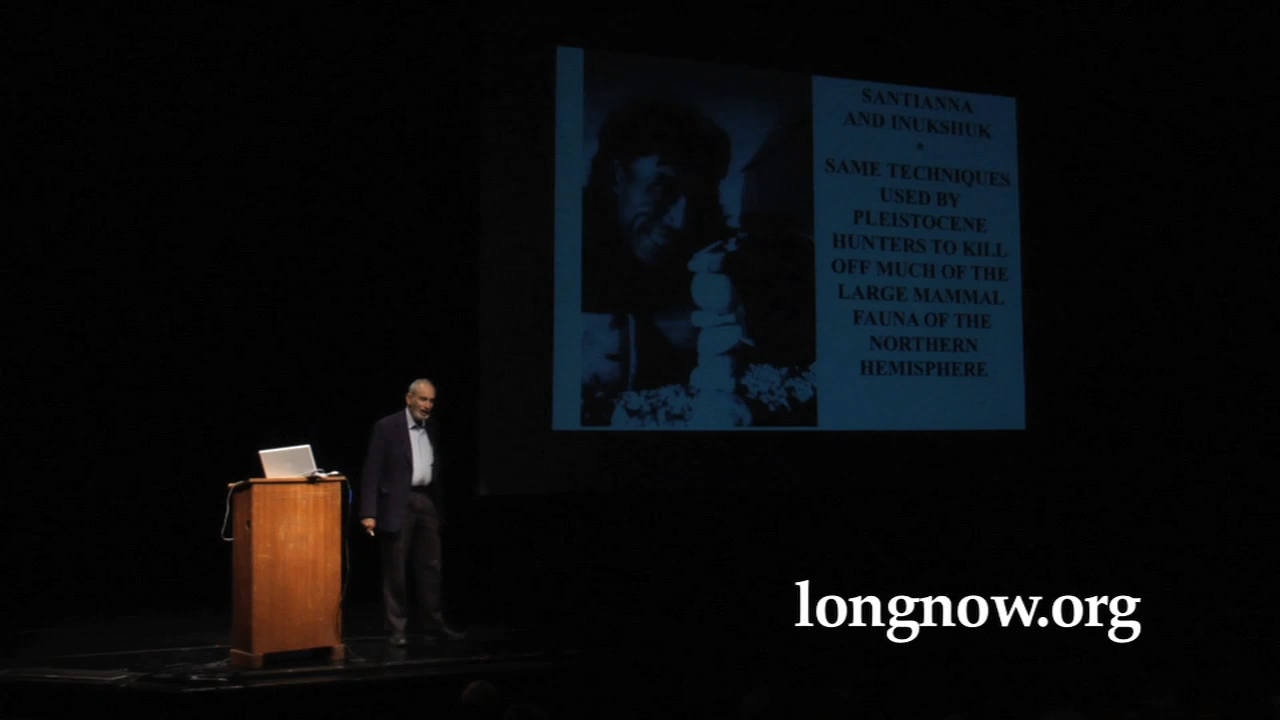 SANTIANNA
AND INUKSHUK
*
SAME TECHNIQUES
USED BY
PLEISTOCENE
HUNTERS TO KILL
OFF MUCH OF THE
LARGE MAMMAL
FAUNA OF THE
NORTHERN
HEMISPHERE
longnow.org